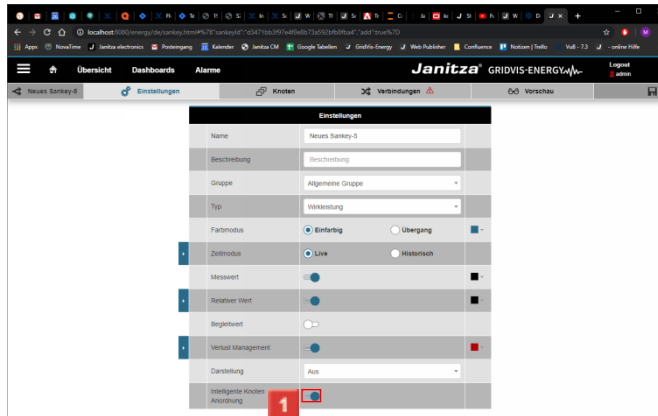 localhost:8080/energy/de/sankey.html#%7B"sankeyId":"d3471bb3f97e4f0e8b73a592bfb5fba4","add":true%7D
Apps NovaTime Janitza electronics Posteingang Kalender Janitza CM Google Tabellen GridVis-Energy Web Publisher Confluence Notizen | Trello VuB - 7.3 - online Hilfe
Übersicht Dashboards Alarme Janitza® GRIDVIS-ENERGY Logout
admin
Neues Sankey-5 Einstellungen Knoten Verbindungen Vorschau
Einstellungen
Name Neues Sankey-5
Beschreibung Beschreibung
Gruppe Allgemeine Gruppe
Typ Wirkleistung
Farbmodus Einfarbig Übergang
Zeitmodus Live Historisch
Messwert
Relativer Wert
Begleitwert
Verlust Management
Darstellung Aus
Intelligente Knoten
Anordnung
1